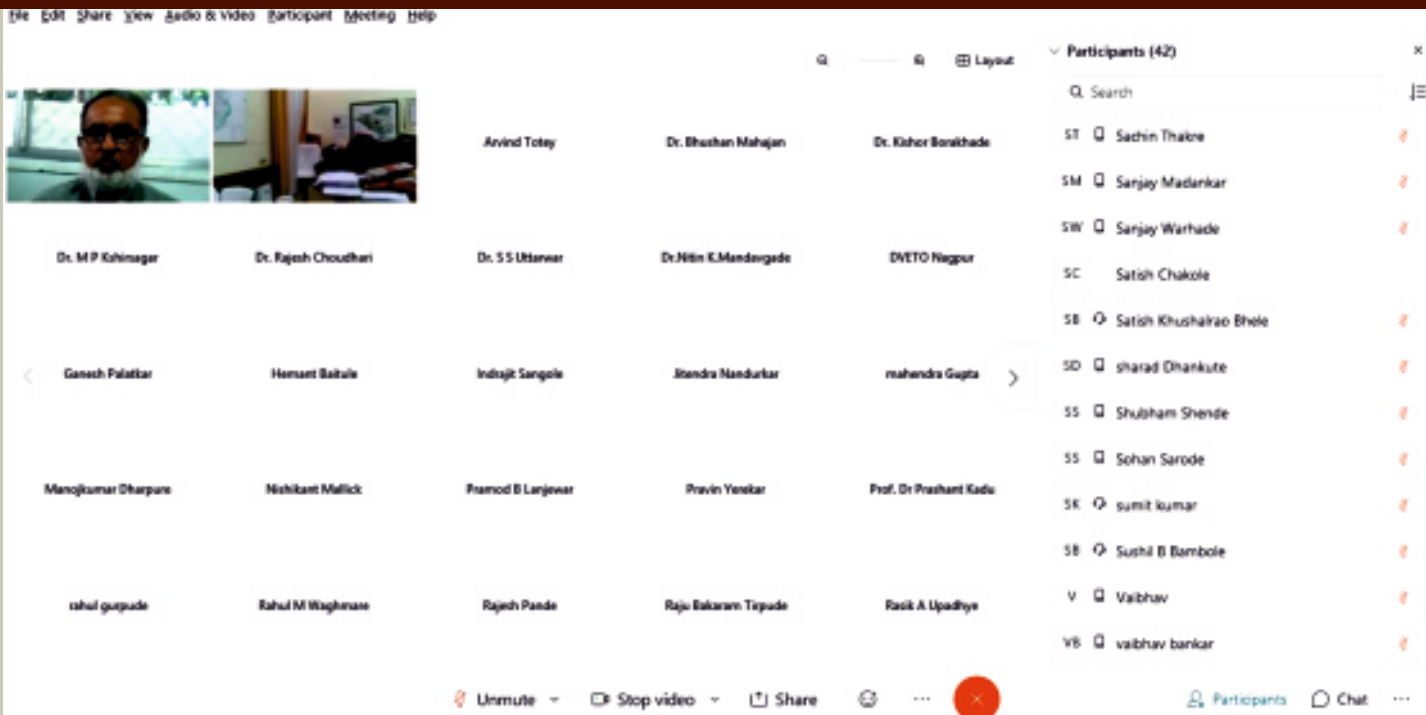 File Edit Share View Audio & Video Participant Meeting Help
Layout
Participants (42)
Search
Arvind Totey Dr. Bhushan Mahajan Dr. Kishor Borakhade
Dr. M P Kshirsagar Dr. Rajesh Choudhari Dr. S S Uttarwar Dr.Nitin K.Mandavgade DVETO Nagpur
Ganesh Palatkar Hemant Baitule Indrajit Sangole Jitendra Nandurkar mahendra Gupta
Manojkumar Dharpure Nishikant Mallick Pramod B Lanjewar Pravin Yerekar Prof. Dr Prashant Kadu
rahul gurpude Rahul M Waghmare Rajesh Pande Raju Bakaram Tirpude Rasik A Upadhye
ST Sachin Thakre
SM Sanjay Madankar
SW Sanjay Warhade
SC Satish Chakole
SB Satish Khushalrao Bhele
SD sharad Dhankute
SS Shubham Shende
SS Sohan Sarode
SK sumit kumar
SB Sushil B Bambole
V Vaibhav
VB vaibhav bankar
Unmute Stop video Share ... Participants Chat ...